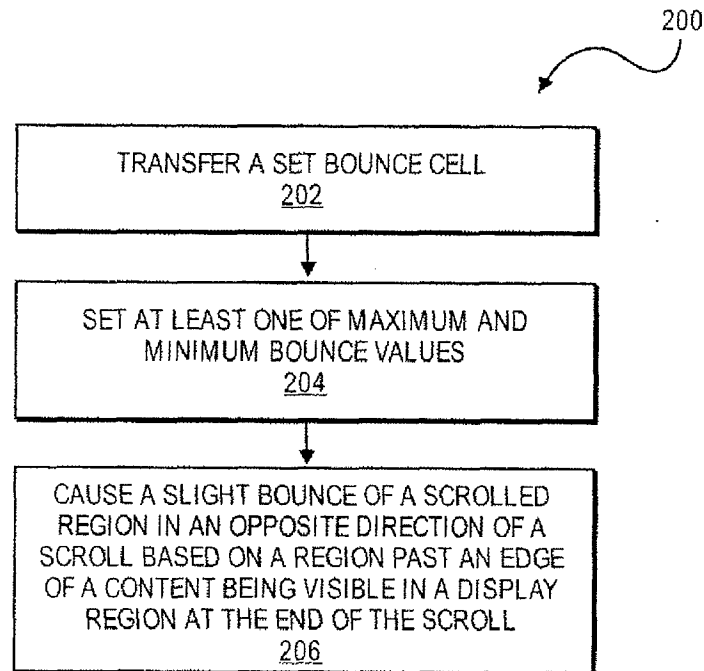 200
TRANSFER A SET BOUNCE CELL
202
SET AT LEAST ONE OF MAXIMUM AND
MINIMUM BOUNCE VALUES
204
CAUSE A SLIGHT BOUNCE OF A SCROLLED
REGION IN AN OPPOSITE DIRECTION OF A
SCROLL BASED ON A REGION PAST AN EDGE
OF A CONTENT BEING VISIBLE IN A DISPLAY
REGION AT THE END OF THE SCROLL
206